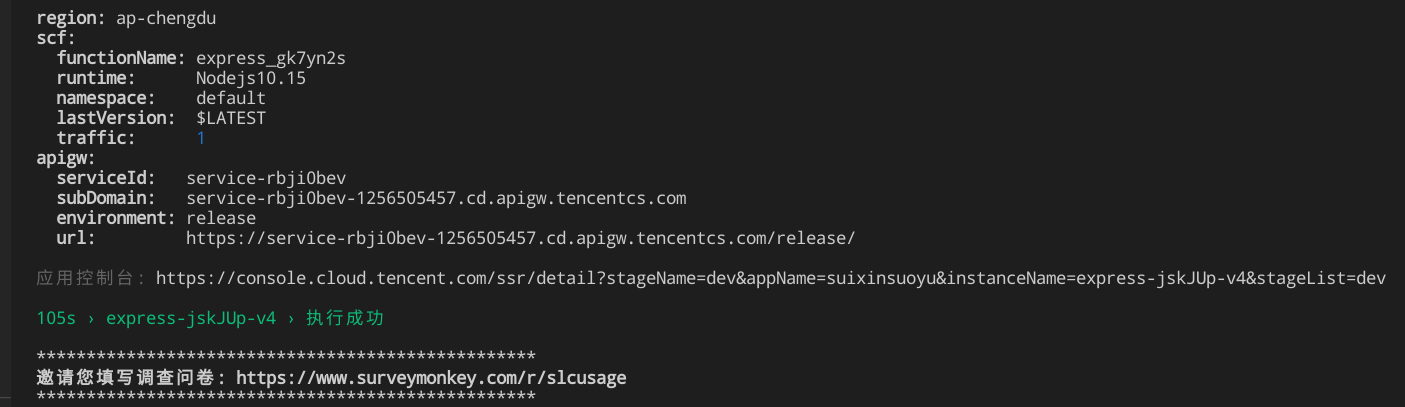 region: ap-chengdu
scf:
functionName: express_gk7yn2s
runtime: Nodejs10.15
namespace: default
lastVersion: $LATEST
traffic: 1
apigw:
serviceId: service-rbji0bev
subDomain: service-rbji0bev-1256505457.cd.apigw.tencentcs.com
environment: release
url: https://service-rbji0bev-1256505457.cd.apigw.tencentcs.com/release/
应用控制台: https://console.cloud.tencent.com/ssr/detail?stageName=dev&appName=suixinsuoyu&instanceName=express-jskJUp-v4&stageList=dev
105s › express-jskJUp-v4 › 执行成功
**************************************************
邀请您填写调查问卷: https://www.surveymonkey.com/r/slcusage
**************************************************